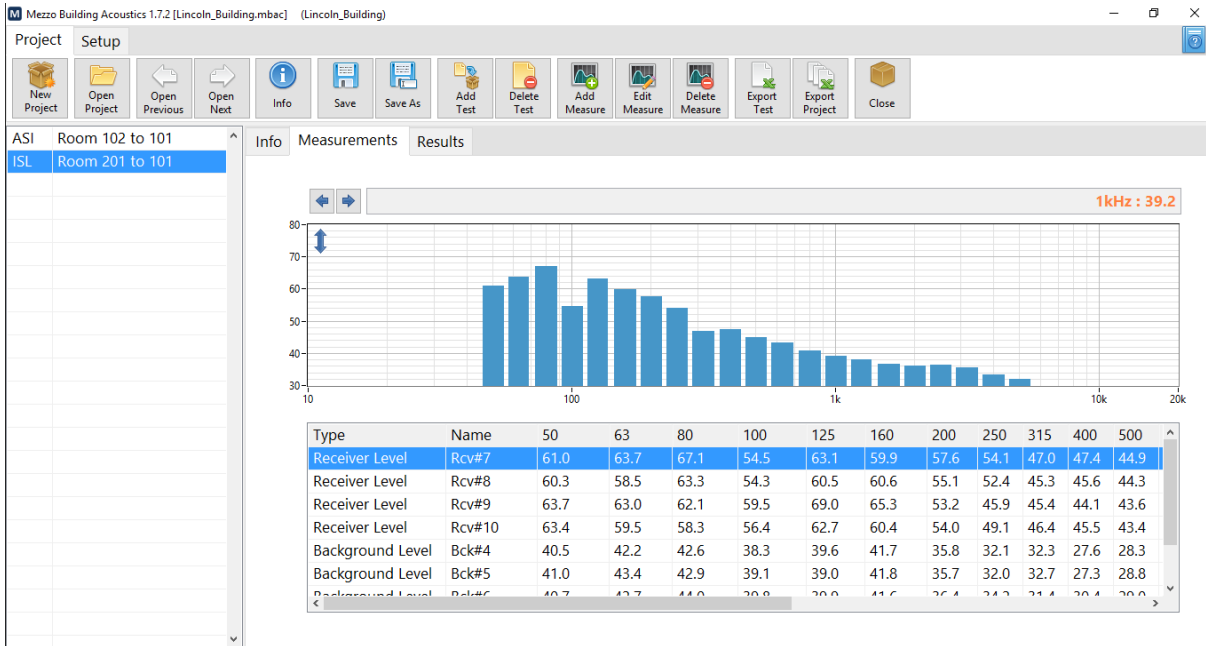 M Mezzo Building Acoustics 1.7.2 [Lincoln_Building.mbac] (Lincoln_Building)
Project Setup
New Project
Open Project
Open Previous
Open Next
Info
Save
Save As
Add Test
Delete Test
Add Measure
Edit Measure
Delete Measure
Export Test
Export Project
Close
ASI Room 102 to 101
ISL Room 201 to 101
Info Measurements Results
1kHz : 39.2
80
70
60
50
40
30
10 100 1k 10k 20k
Type Name 50 63 80 100 125 160 200 250 315 400 500
Receiver Level Rcv#7 61.0 63.7 67.1 54.5 63.1 59.9 57.6 54.1 47.0 47.4 44.9
Receiver Level Rcv#8 60.3 58.5 63.3 54.3 60.5 60.6 55.1 52.4 45.3 45.6 44.3
Receiver Level Rcv#9 63.7 63.0 62.1 59.5 69.0 65.3 53.2 45.9 45.4 44.1 43.6
Receiver Level Rcv#10 63.4 59.5 58.3 56.4 62.7 60.4 54.0 49.1 46.4 45.5 43.4
Background Level Bck#4 40.5 42.2 42.6 38.3 39.6 41.7 35.8 32.1 32.3 27.6 28.3
Background Level Bck#5 41.0 43.4 42.9 39.1 39.0 41.8 35.7 32.0 32.7 27.3 28.8
Background Level